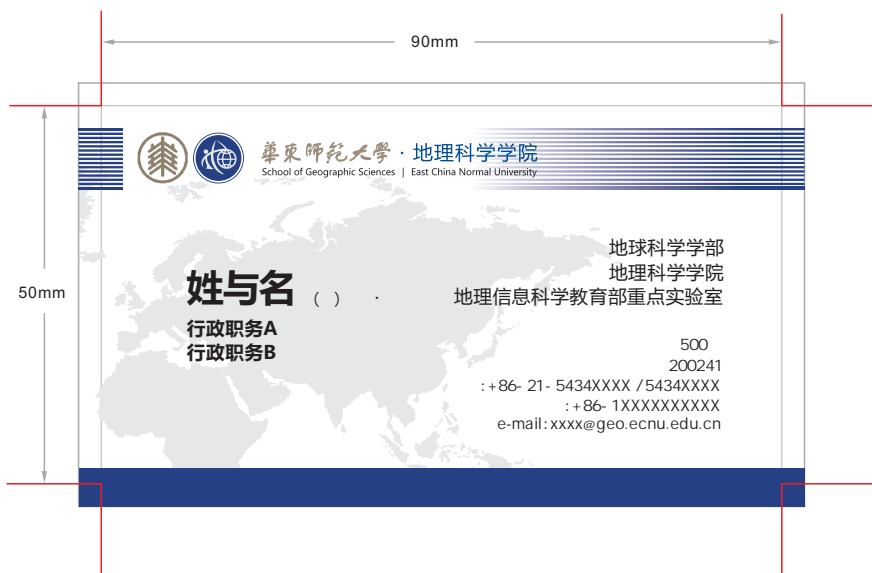 90mm
華東師範大學 · 地理科学学院
School of Geographic Sciences | East China Normal University
地球科学学部
地理科学学院
50mm
姓与名 ( ) · 地理信息科学教育部重点实验室
行政职务A
行政职务B
500
200241
:+86-21-5434XXXX /5434XXXX
:+86-1XXXXXXXXXX
e-mail:xxxx@geo.ecnu.edu.cn